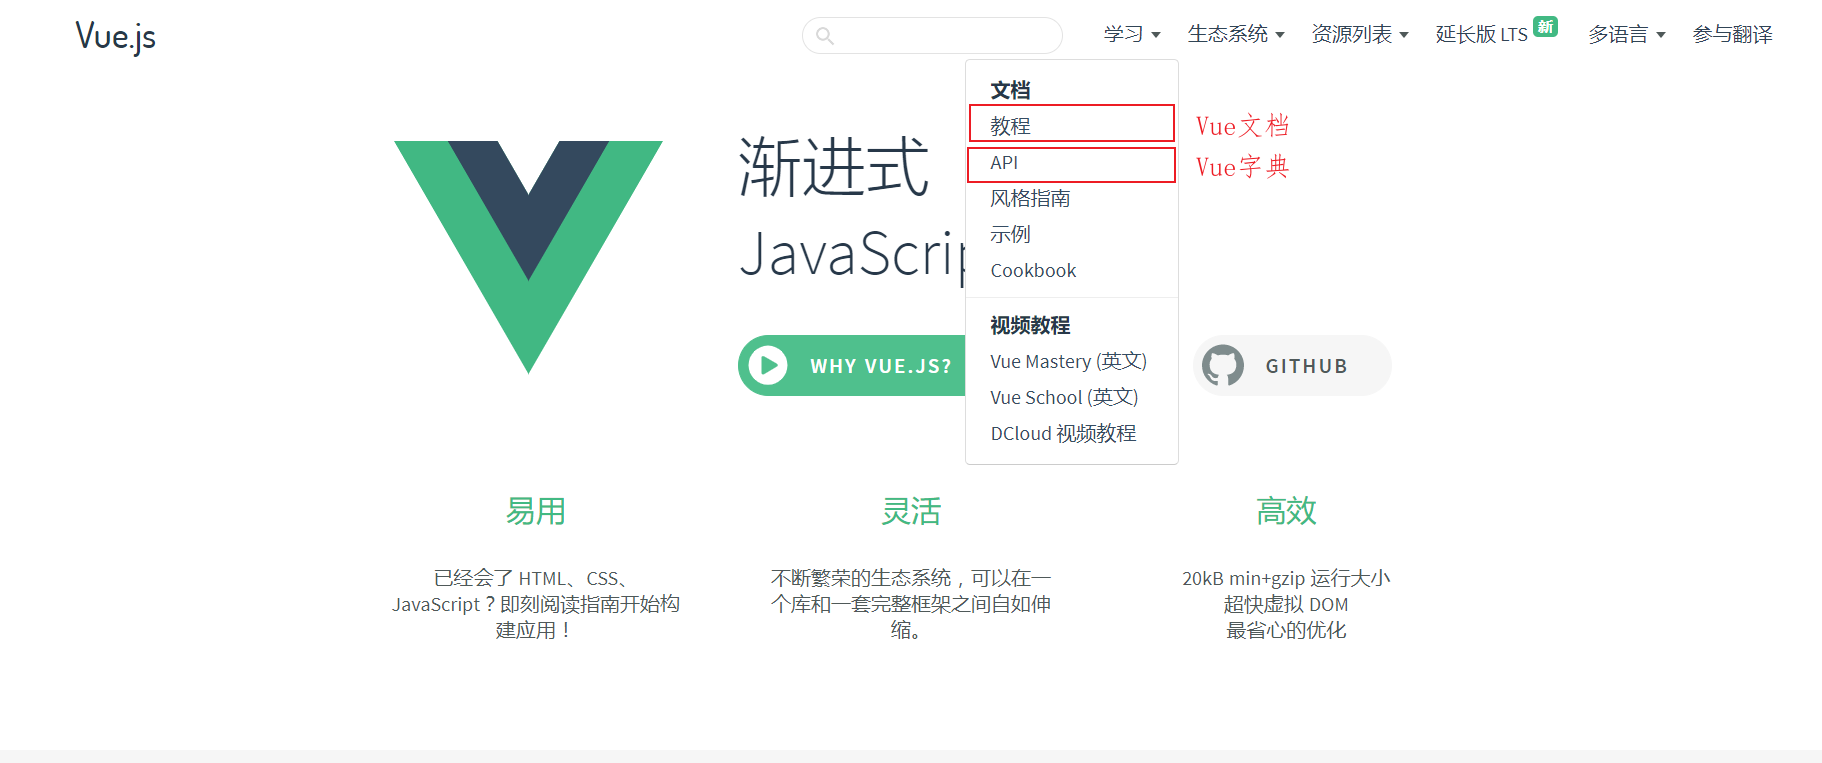 Vue.js
学习
生态系统
资源列表
延长版 LTS 新
多语言
参与翻译
文档
教程
API
风格指南
示例
Cookbook
视频教程
Vue Mastery (英文)
Vue School (英文)
DCloud 视频教程
Vue文档
Vue字典
渐进式
JavaScrip
WHY VUE.JS?
GITHUB
易用
已经会了 HTML、CSS、
JavaScript？即刻阅读指南开始构
建应用！
灵活
不断繁荣的生态系统，可以在一
个库和一套完整框架之间自如伸
缩。
高效
20kB min+gzip 运行大小
超快虚拟 DOM
最省心的优化